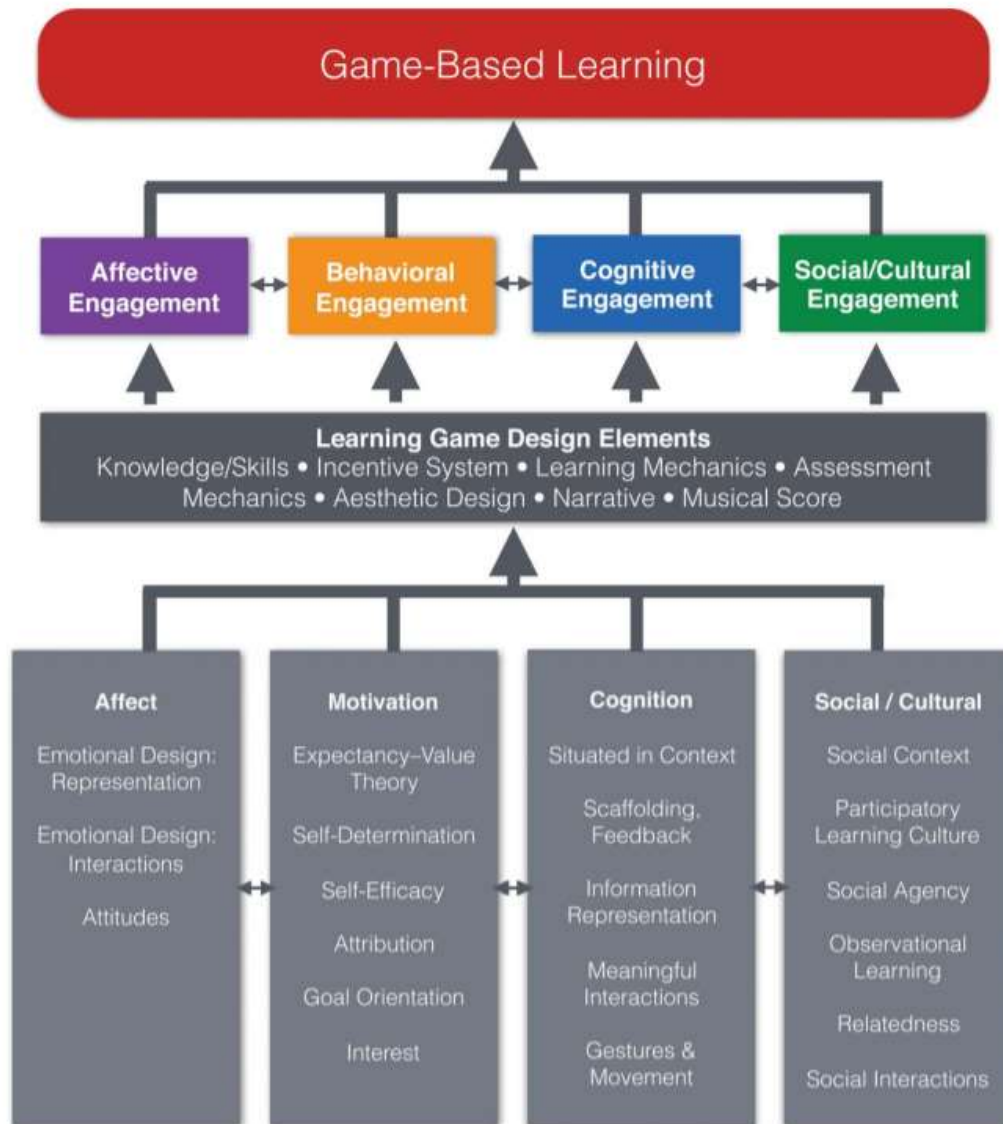 Game-Based Learning
Affective
Engagement
Behavioral
Engagement
Cognitive
Engagement
Social/Cultural
Engagement
Learning Game Design Elements
Knowledge/Skills • Incentive System • Learning Mechanics • Assessment
Mechanics • Aesthetic Design • Narrative • Musical Score
Affect
Emotional Design:
Representation
Emotional Design:
Interactions
Attitudes
Motivation
Expectancy–Value
Theory
Self-Determination
Self-Efficacy
Attribution
Goal Orientation
Interest
Cognition
Situated in Context
Scaffolding,
Feedback
Information
Representation
Meaningful
Interactions
Gestures &
Movement
Social / Cultural
Social Context
Participatory
Learning Culture
Social Agency
Observational
Learning
Relatedness
Social Interactions